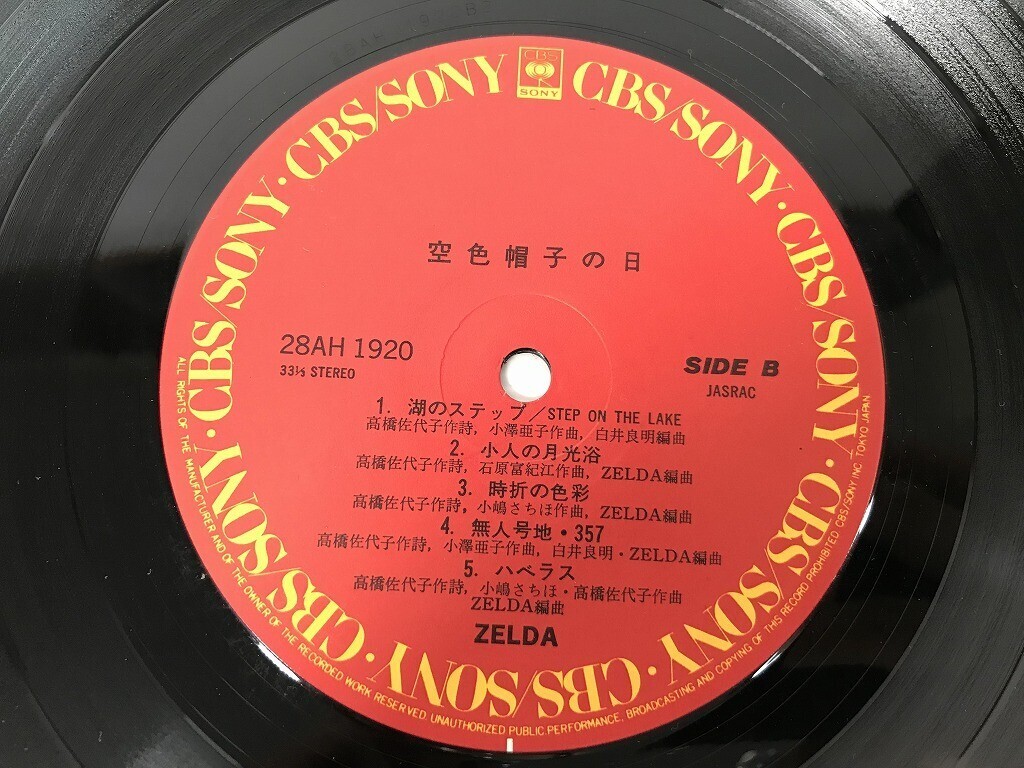 CBS
SONY
CBS/SONY · CBS/SONY · CBS/SONY · CBS/SONY · CBS/SONY · CBS/SONY · CBS/SONY · CBS/SONY
空色帽子の日
28AH 1920
33⅓ STEREO
SIDE B
JASRAC
1. 湖のステップ/STEP ON THE LAKE
高橋佐代子作詩, 小澤亜子作曲, 白井良明編曲
2. 小人の月光浴
高橋佐代子作詩, 石原富紀江作曲, ZELDA編曲
3. 時折の色彩
高橋佐代子作詩, 小嶋さちほ作曲, ZELDA編曲
4. 無人号地・357
高橋佐代子作詩, 小澤亜子作曲, 白井良明・ZELDA編曲
5. ハベラス
高橋佐代子作詩, 小嶋さちほ・高橋佐代子作曲
ZELDA編曲
ZELDA
ALL RIGHTS OF THE MANUFACTURER AND OF THE OWNER OF THE RECORDED WORK RESERVED. UNAUTHORIZED PUBLIC PERFORMANCE, BROADCASTING AND COPYING OF THIS RECORD PROHIBITED. CBS/SONY INC. TOKYO JAPAN